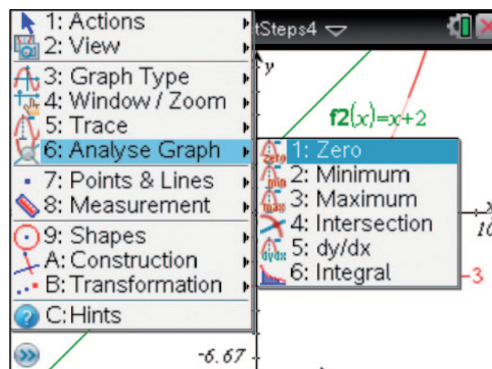 1: Actions
2: View
3: Graph Type
4: Window / Zoom
5: Trace
6: Analyse Graph
7: Points & Lines
8: Measurement
9: Shapes
A: Construction
B: Transformation
C: Hints
tSteps4
y
f2(x)=x+2
1: Zero
2: Minimum
3: Maximum
4: Intersection
5: dy/dx
6: Integral
x
10
-3
-6.67